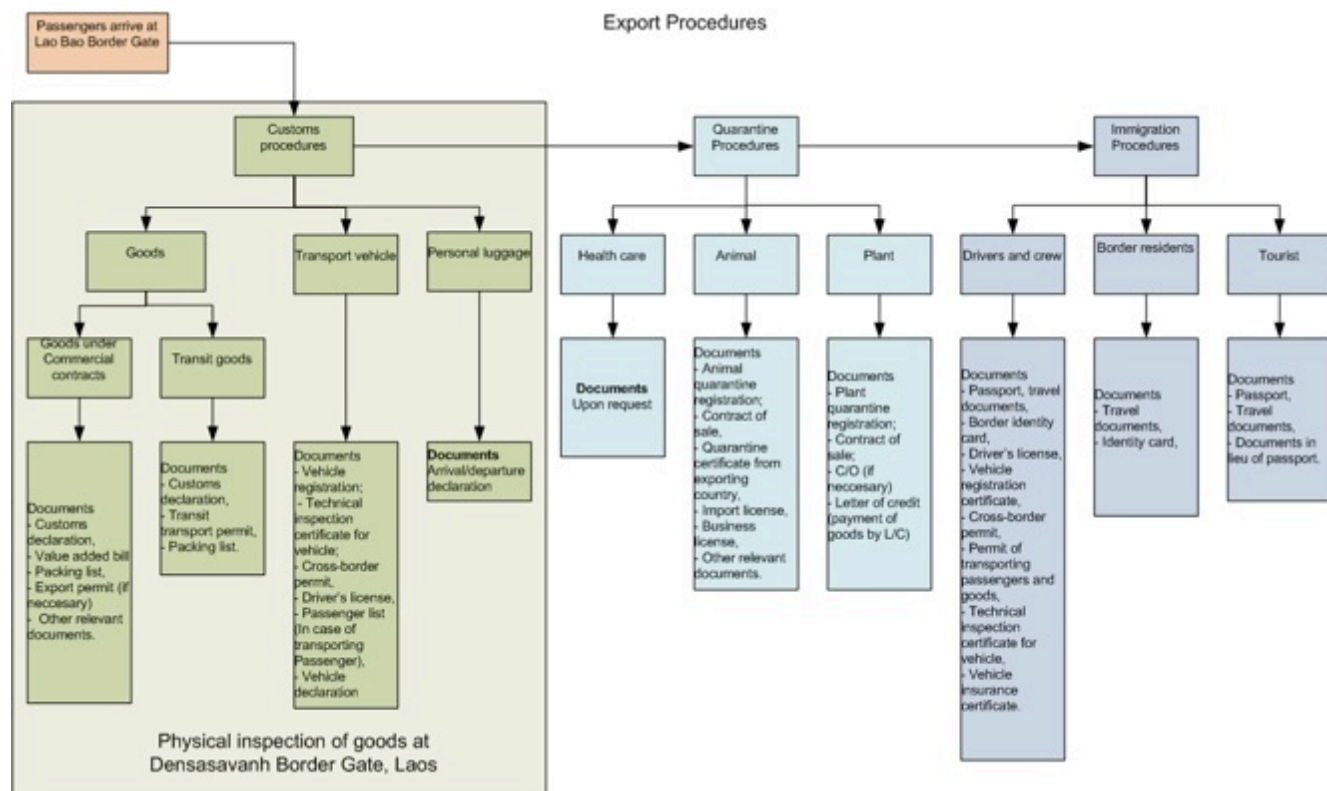 Export Procedures
Passengers arrive at
Lao Bao Border Gate
Customs
procedures
Quarantine
Procedures
Immigration
Procedures
Goods
Transport vehicle
Personal luggage
Health care
Animal
Plant
Drivers and crew
Border residents
Tourist
Goods under
Commercial
contracts
Transit goods
Documents
- Customs
declaration,
- Value added bill
- Packing list,
- Export permit (if
neccesary)
- Other relevant
documents.
Documents
- Customs
declaration,
- Transit
transport permit,
- Packing list.
Documents
- Vehicle
registration;
- Technical
inspection
certificate for
vehicle;
- Cross-border
permit,
- Driver's license,
- Passenger list
(In case of
transporting
Passenger),
- Vehicle
declaration
Documents
Arrival/departure
declaration
Documents
Upon request
Documents
- Animal
quarantine
registration;
- Contract of
sale,
- Quarantine
certificate from
exporting
country,
- Import license,
- Business
license,
- Other relevant
documents.
Documents
- Plant
quarantine
registration;
- Contract of
sale;
- C/O (if
neccesary)
- Letter of credit
(payment of
goods by L/C)
Documents
- Passport, travel
documents,
- Border identity
card,
- Driver's license,
- Vehicle
registration
certificate,
- Cross-border
permit,
- Permit of
transporting
passengers and
goods,
- Technical
inspection
certificate for
vehicle,
- Vehicle
insurance
certificate.
Documents
- Travel
documents,
- Identity card,
Documents
- Passport,
- Travel
documents,
- Documents in
lieu of passport.
Physical inspection of goods at
Densasavanh Border Gate, Laos